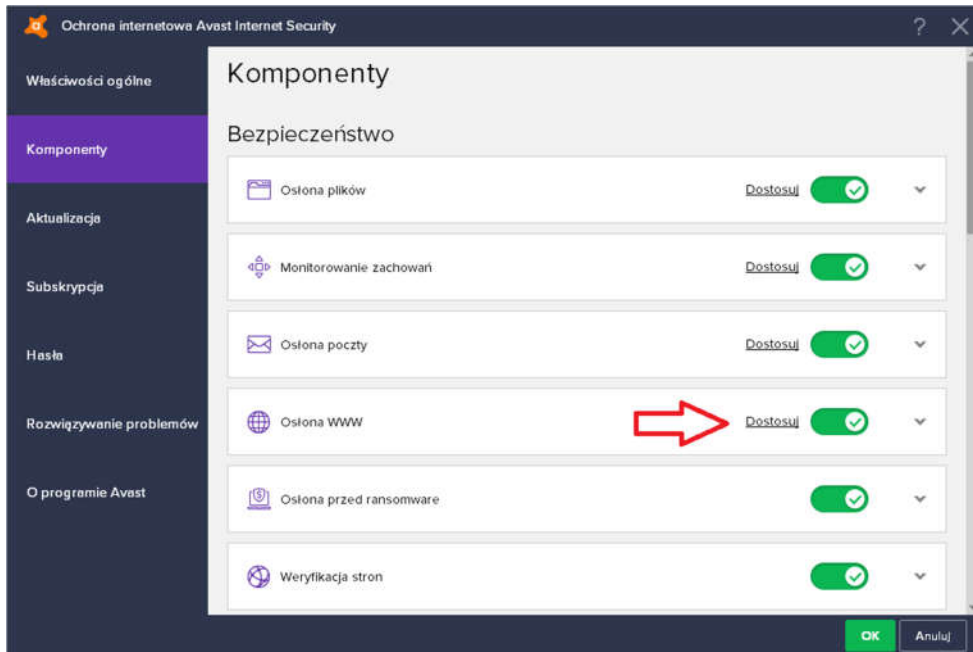 Ochrona internetowa Avast Internet Security
?
Właściwości ogólne
Komponenty
Aktualizacja
Subskrypcja
Hasła
Rozwiązywanie problemów
O programie Avast
Komponenty
Bezpieczeństwo
Osłona plików Dostosuj
Monitorowanie zachowań Dostosuj
Osłona poczty Dostosuj
Osłona WWW Dostosuj
Osłona przed ransomware
Weryfikacja stron
OK Anuluj